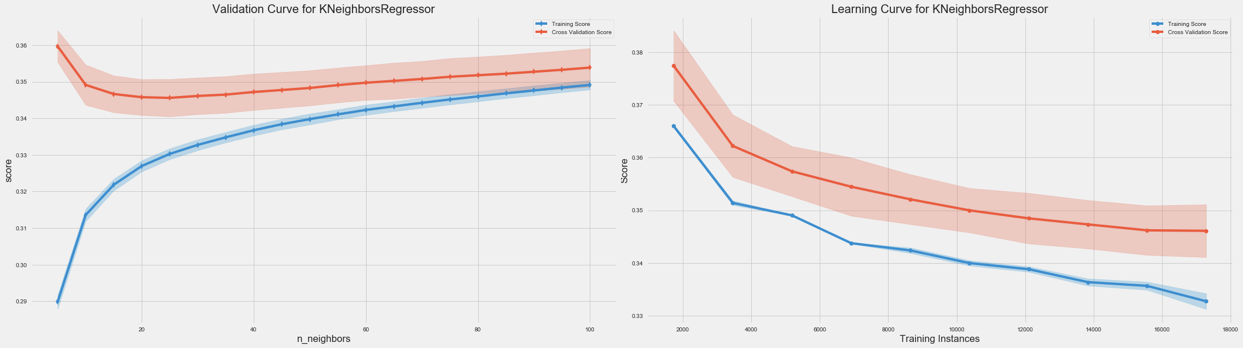 Validation Curve for KNeighborsRegressor
Training Score
Cross Validation Score
0.36
0.35
0.34
0.33
0.32
0.31
0.30
0.29
score
20
40
60
80
100
n_neighbors
Learning Curve for KNeighborsRegressor
Training Score
Cross Validation Score
0.38
0.37
0.36
0.35
0.34
0.33
Score
2000
4000
6000
8000
10000
12000
14000
16000
18000
Training Instances